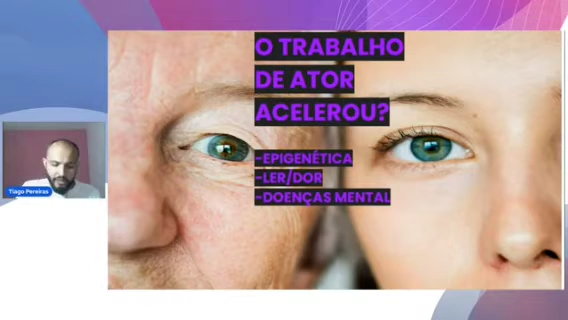 O TRABALHO
DE ATOR
ACELEROU?
-EPIGENÉTICA
-LER/DOR
-DOENÇAS MENTAL
Tiago Pereiras